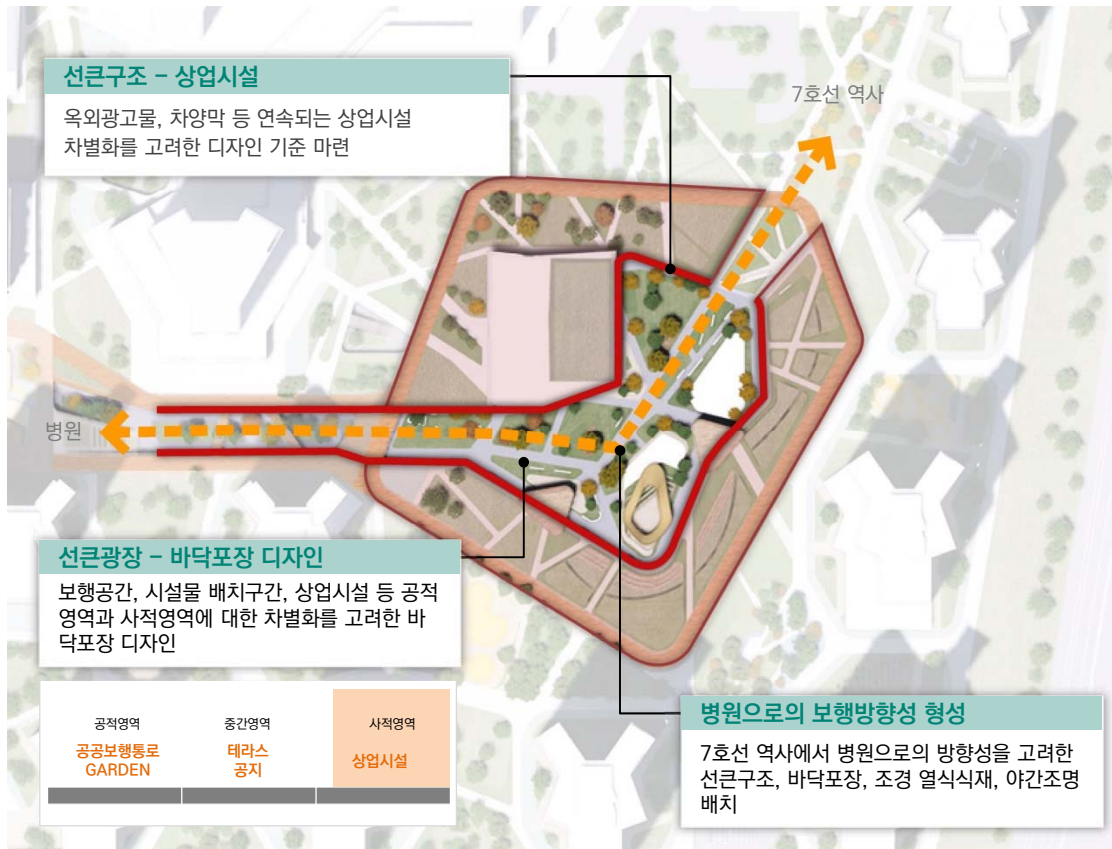 선큰구조 – 상업시설
옥외광고물, 차양막 등 연속되는 상업시설
차별화를 고려한 디자인 기준 마련
7호선 역사
병원
선큰광장 – 바닥포장 디자인
보행공간, 시설물 배치구간, 상업시설 등 공적
영역과 사적영역에 대한 차별화를 고려한 바
닥포장 디자인
공적영역
공공보행통로
GARDEN
중간영역
테라스
공지
사적영역
상업시설
병원으로의 보행방향성 형성
7호선 역사에서 병원으로의 방향성을 고려한
선큰구조, 바닥포장, 조경 열식식재, 야간조명
배치